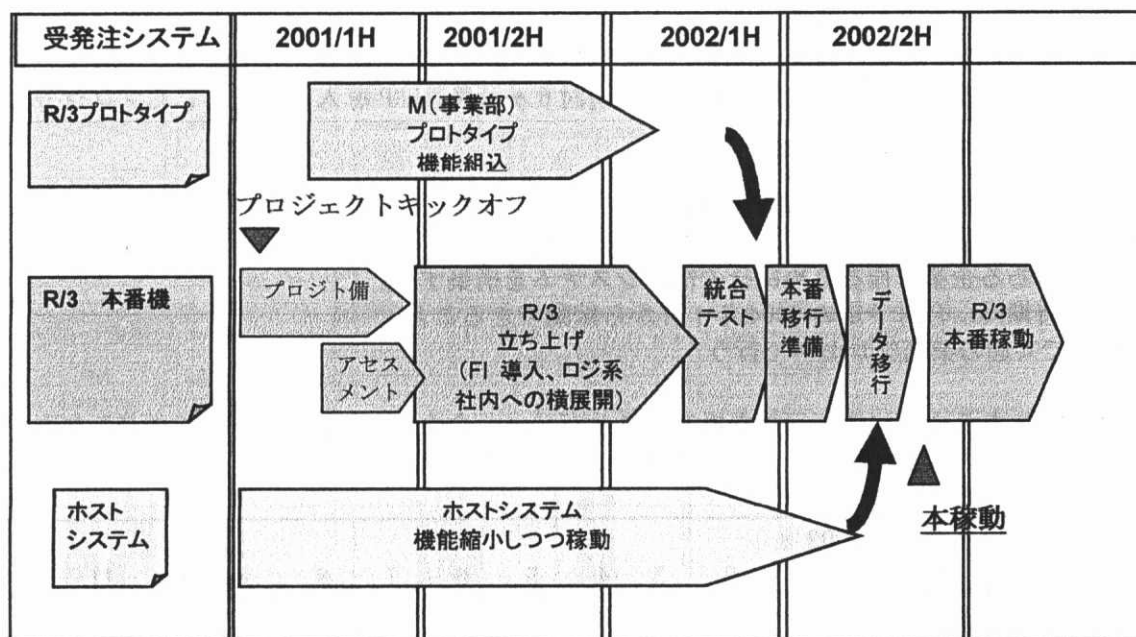 受発注システム
2001/1H
2001/2H
2002/1H
2002/2H
R/3プロトタイプ
M(事業部)
プロトタイプ
機能組込
プロジェクトキックオフ
R/3 本番機
プロジト備
アセス
メント
R/3
立ち上げ
(FI 導入、ロジ系
社内への横展開)
統合
テスト
本番
移行
準備
データ移行
R/3
本番稼動
ホスト
システム
ホストシステム
機能縮小しつつ稼動
本稼動